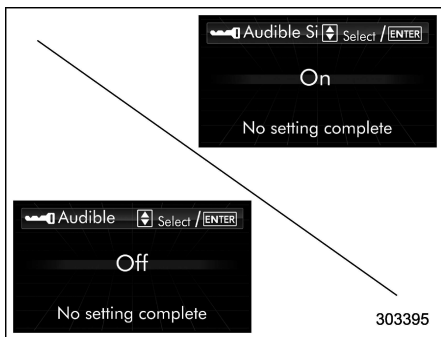 Audible Si Select / ENTER
On
No setting complete
Audible Select / ENTER
Off
No setting complete
303395